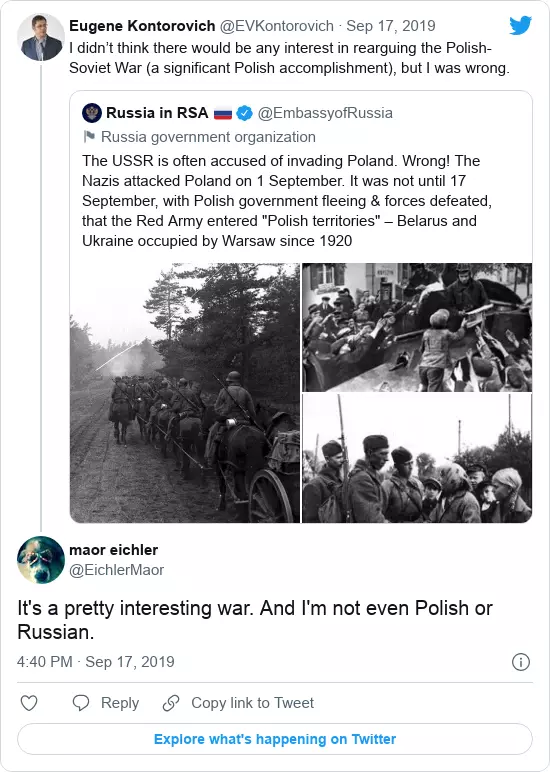 Eugene Kontorovich @EVKontorovich · Sep 17, 2019
I didn’t think there would be any interest in rearguing the Polish-
Soviet War (a significant Polish accomplishment), but I was wrong.
Russia in RSA @EmbassyofRussia
Russia government organization
The USSR is often accused of invading Poland. Wrong! The
Nazis attacked Poland on 1 September. It was not until 17
September, with Polish government fleeing & forces defeated,
that the Red Army entered "Polish territories" – Belarus and
Ukraine occupied by Warsaw since 1920
maor eichler
@EichlerMaor
It's a pretty interesting war. And I'm not even Polish or
Russian.
4:40 PM · Sep 17, 2019
Reply
Copy link to Tweet
Explore what's happening on Twitter